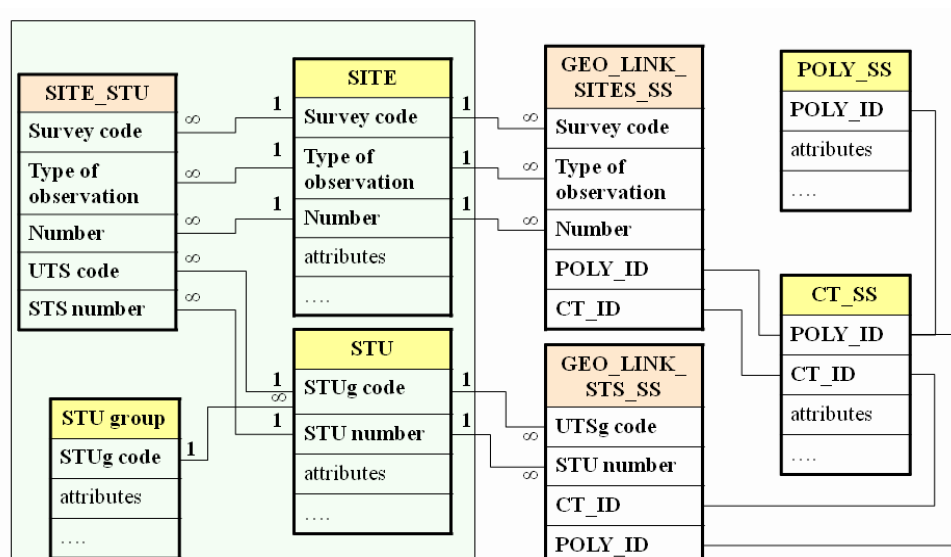 SITE_STU
Survey code
Type of
observation
Number
UTS code
STS number
∞
∞
∞
∞
∞
1
1
1
SITE
Survey code
Type of
observation
Number
attributes
....
1
1
1
∞
∞
∞
GEO_LINK_
SITES_SS
Survey code
Type of
observation
Number
POLY_ID
CT_ID
POLY_SS
POLY_ID
attributes
....
STU group
STUg code
attributes
....
1
1
∞
1
STU
STUg code
STU number
attributes
....
1
1
∞
∞
GEO_LINK_
STS_SS
UTSg code
STU number
CT_ID
POLY_ID
CT_SS
POLY_ID
CT_ID
attributes
....